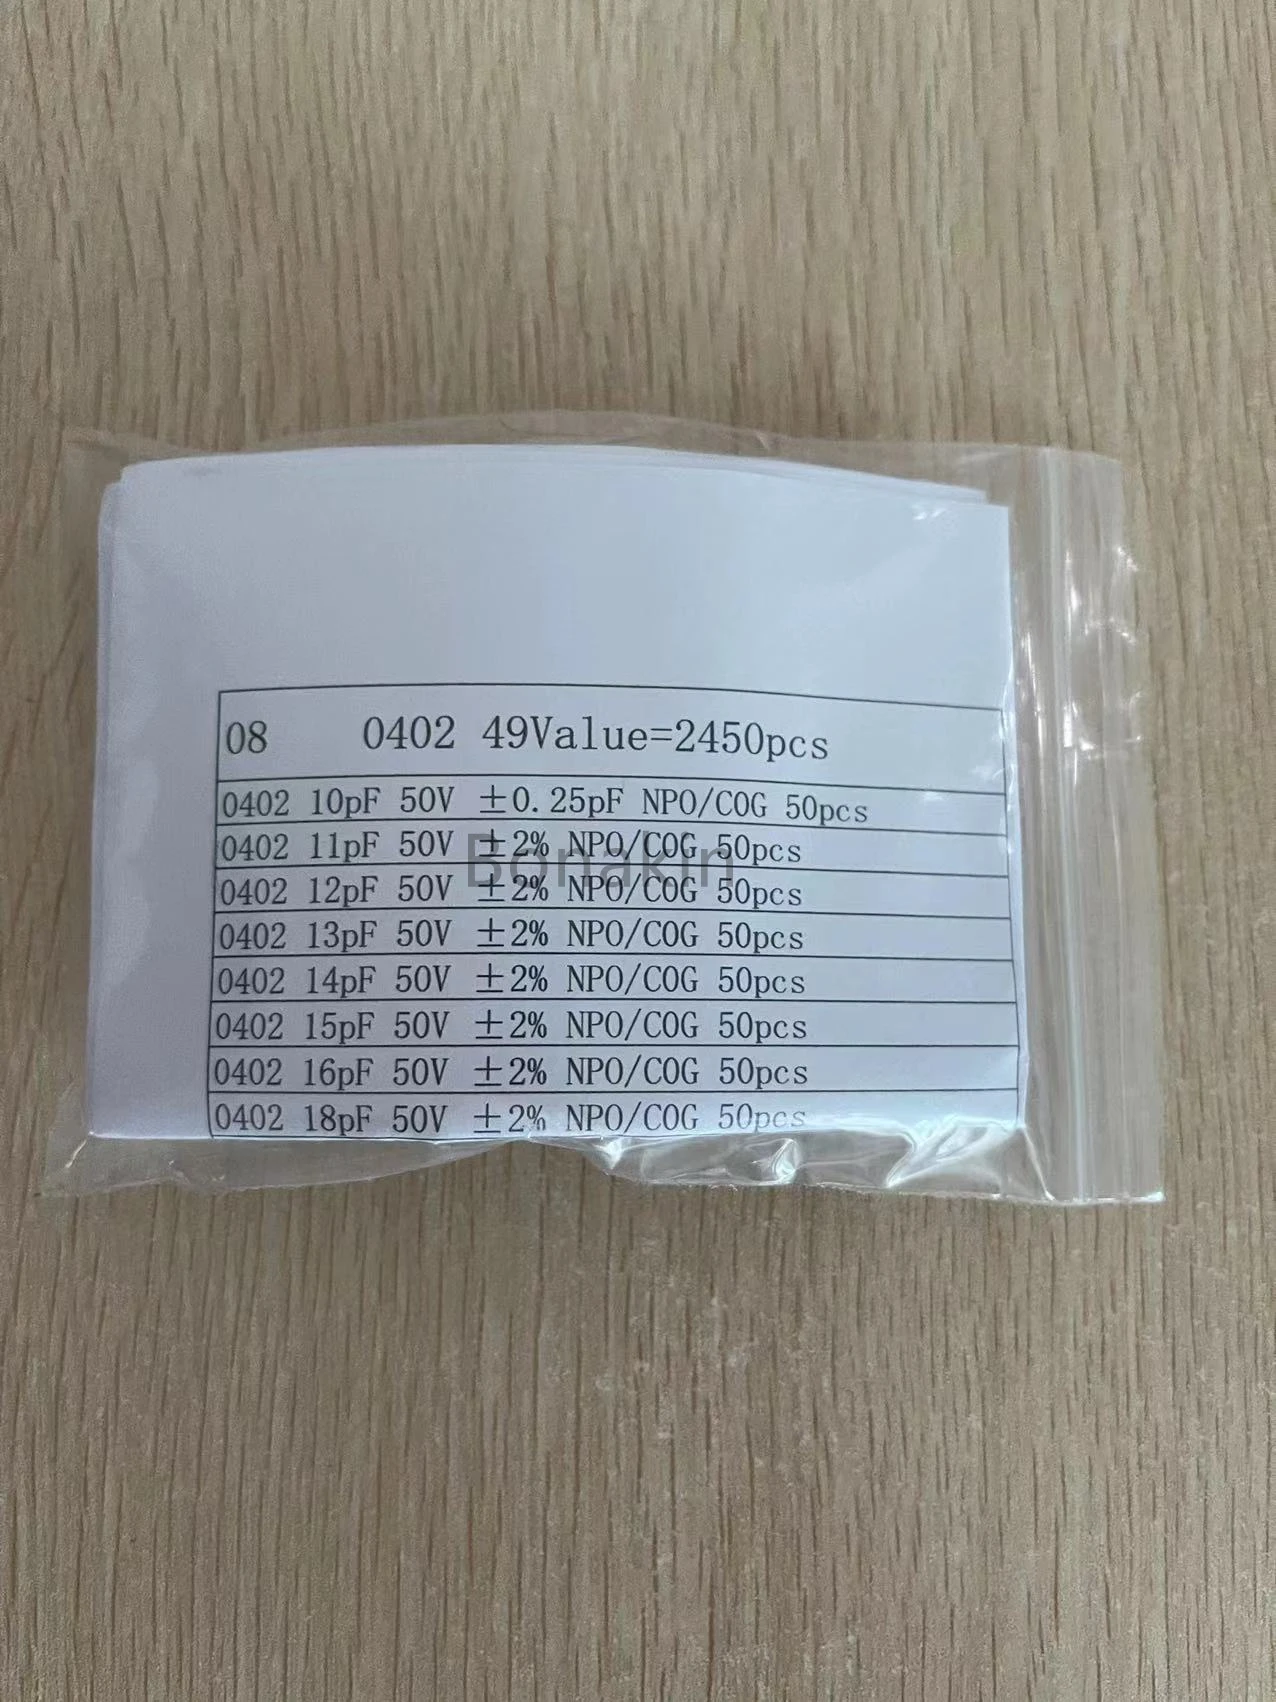 08 0402 49Value=2450pcs
0402 10pF 50V ±0.25pF NPO/COG 50pcs
0402 11pF 50V ±2% NPO/COG 50pcs
Bonakin
0402 12pF 50V ±2% NPO/COG 50pcs
0402 13pF 50V ±2% NPO/COG 50pcs
0402 14pF 50V ±2% NPO/COG 50pcs
0402 15pF 50V ±2% NPO/COG 50pcs
0402 16pF 50V ±2% NPO/COG 50pcs
0402 18pF 50V ±2% NPO/COG 50pcs